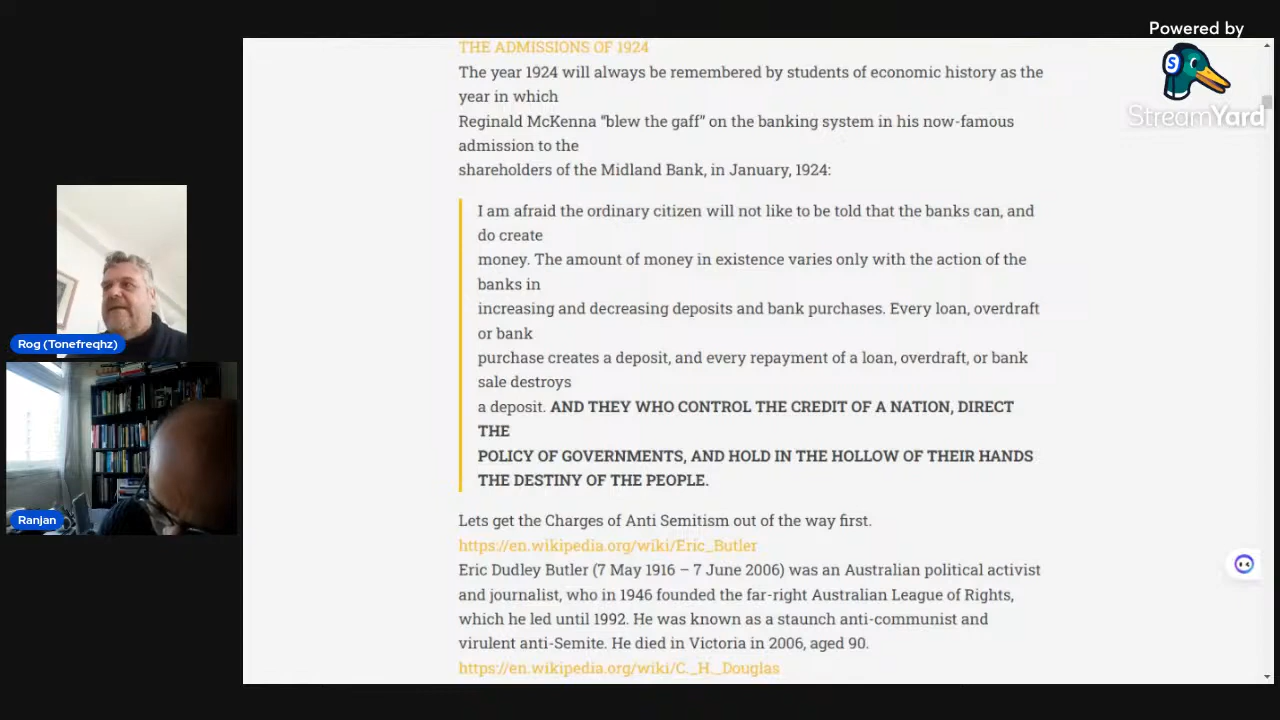 Powered by
StreamYard
THE ADMISSIONS OF 1924
The year 1924 will always be remembered by students of economic history as the
year in which
Reginald McKenna “blew the gaff” on the banking system in his now-famous
admission to the
shareholders of the Midland Bank, in January, 1924:
I am afraid the ordinary citizen will not like to be told that the banks can, and
do create
money. The amount of money in existence varies only with the action of the
banks in
increasing and decreasing deposits and bank purchases. Every loan, overdraft
or bank
purchase creates a deposit, and every repayment of a loan, overdraft, or bank
sale destroys
a deposit. AND THEY WHO CONTROL THE CREDIT OF A NATION, DIRECT
THE
POLICY OF GOVERNMENTS, AND HOLD IN THE HOLLOW OF THEIR HANDS
THE DESTINY OF THE PEOPLE.
Lets get the Charges of Anti Semitism out of the way first.
https://en.wikipedia.org/wiki/Eric_Butler
Eric Dudley Butler (7 May 1916 – 7 June 2006) was an Australian political activist
and journalist, who in 1946 founded the far-right Australian League of Rights,
which he led until 1992. He was known as a staunch anti-communist and
virulent anti-Semite. He died in Victoria in 2006, aged 90.
https://en.wikipedia.org/wiki/C._H._Douglas
Rog (Tonefreqhz)
Ranjan
S